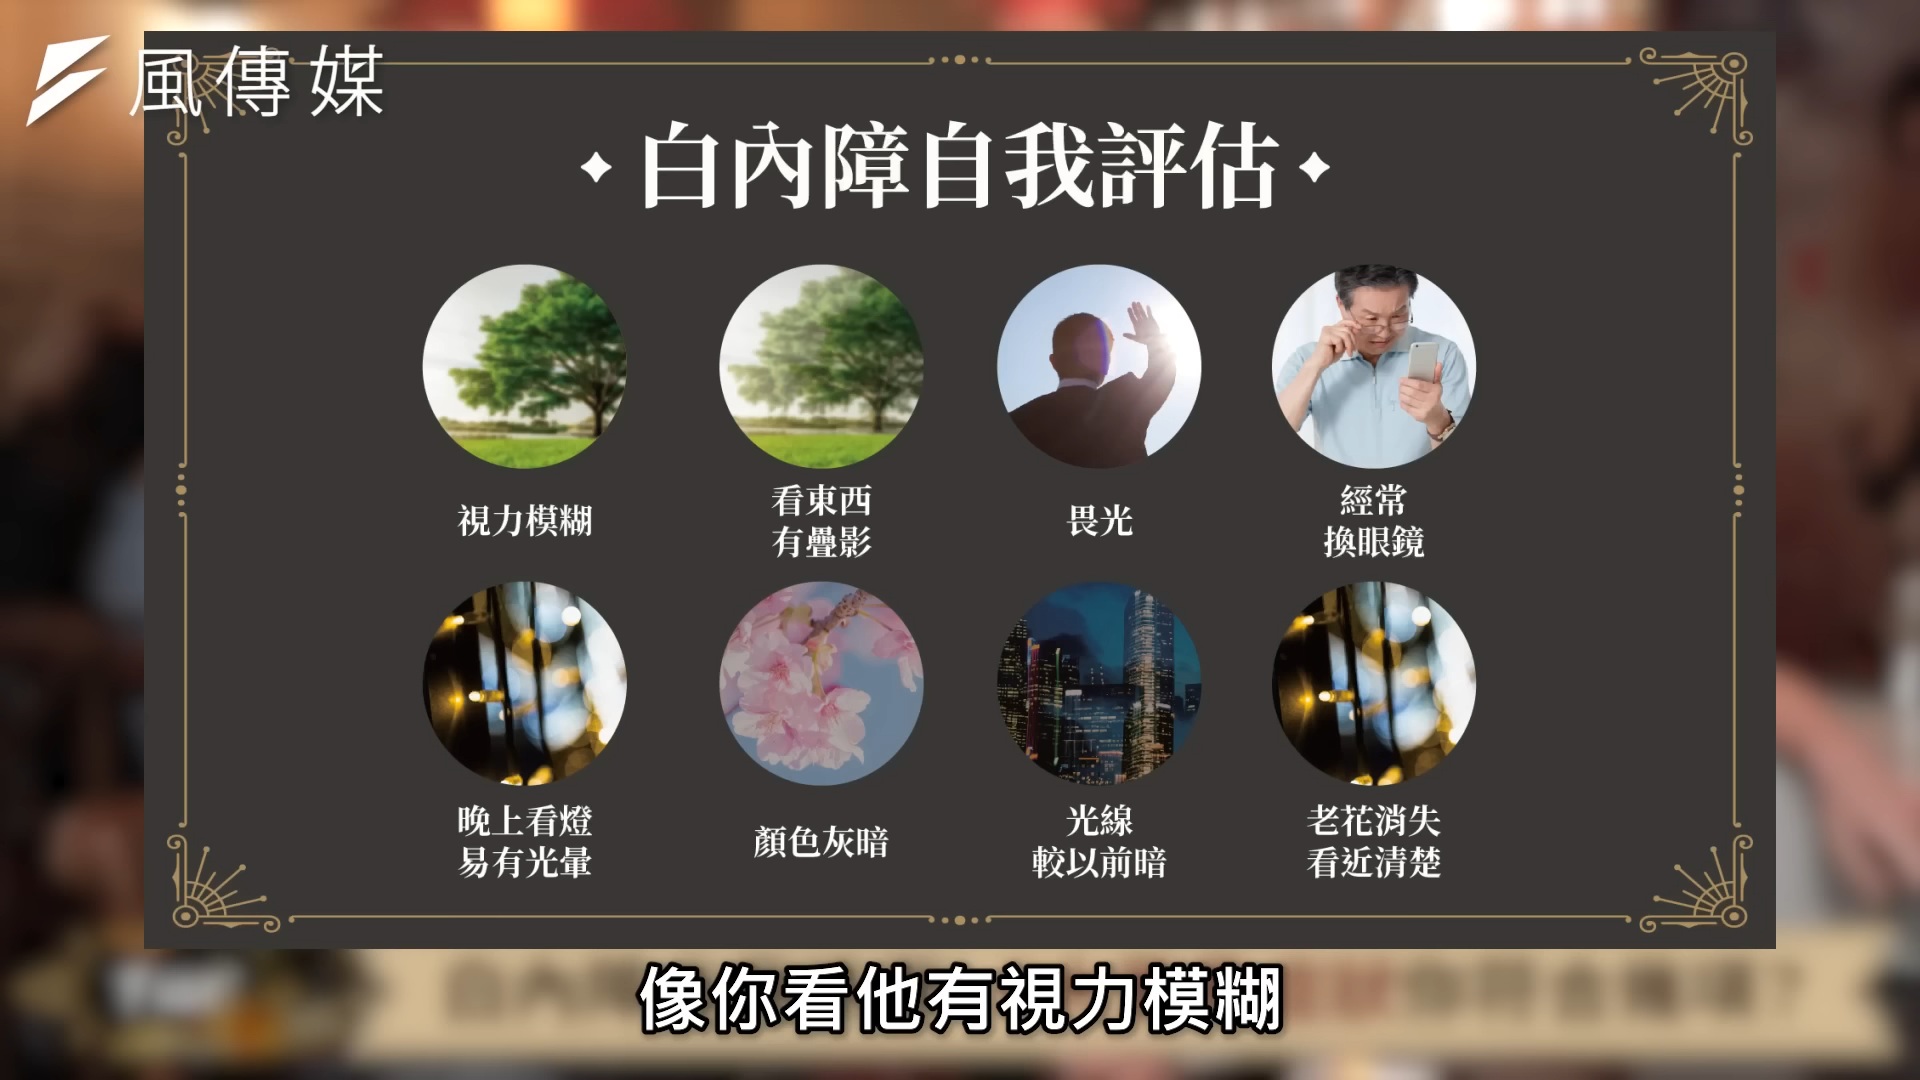 風傳媒
白內障自我評估
視力模糊
看東西
有疊影
畏光
經常
換眼鏡
晚上看燈
易有光暈
顏色灰暗
光線
較以前暗
老花消失
看近清楚
像你看他有視力模糊